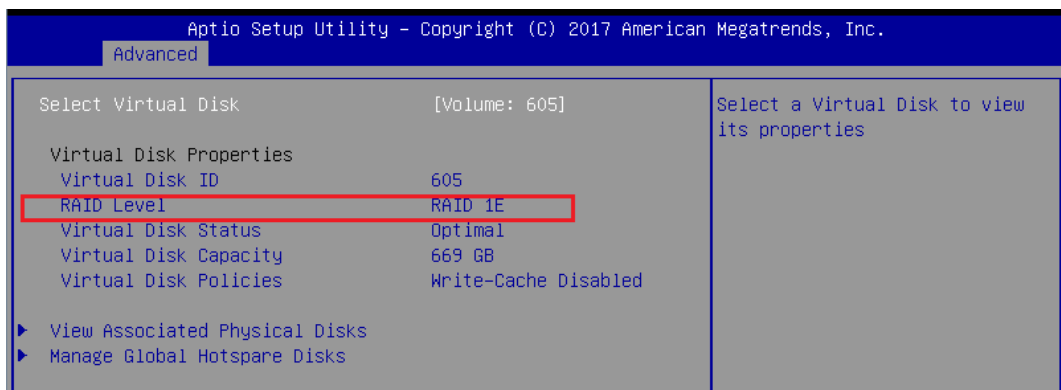 Aptio Setup Utility – Copyright (C) 2017 American Megatrends, Inc.
Advanced
Select Virtual Disk [Volume: 605]
Select a Virtual Disk to view
its properties
Virtual Disk Properties
Virtual Disk ID 605
RAID Level RAID 1E
Virtual Disk Status Optimal
Virtual Disk Capacity 669 GB
Virtual Disk Policies Write-Cache Disabled
View Associated Physical Disks
Manage Global Hotspare Disks